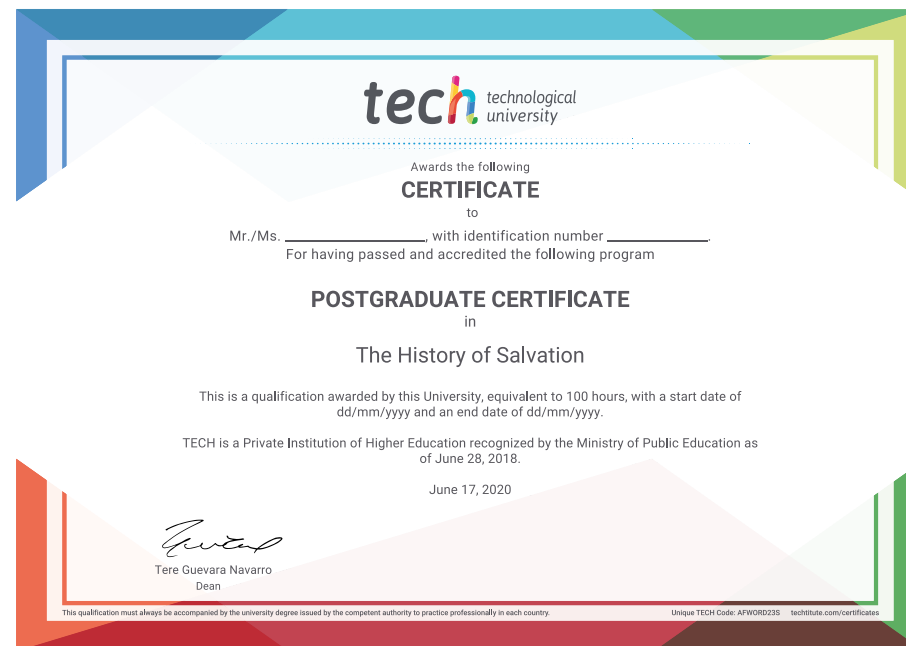 tech technological
university
Awards the following
CERTIFICATE
to
Mr./Ms. ____________________, with identification number ______________.
For having passed and accredited the following program
POSTGRADUATE CERTIFICATE
in
The History of Salvation
This is a qualification awarded by this University, equivalent to 100 hours, with a start date of
dd/mm/yyyy and an end date of dd/mm/yyyy.
TECH is a Private Institution of Higher Education recognized by the Ministry of Public Education as
of June 28, 2018.
June 17, 2020
Tere Guevara Navarro
Dean
This qualification must always be accompanied by the university degree issued by the competent authority to practice professionally in each country.
Unique TECH Code: AFWORD23S techtitute.com/certificates